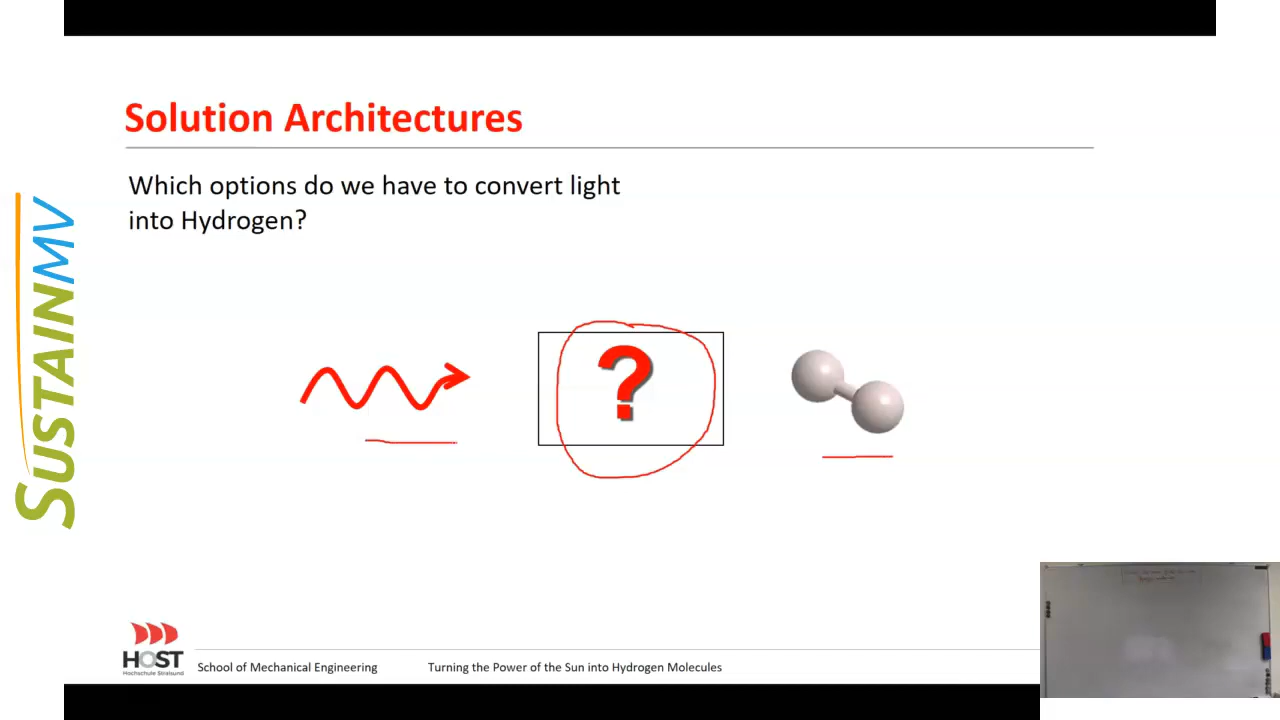 Solution Architectures
Which options do we have to convert light
into Hydrogen?
SUSTAINMV
?
HOST
Hochschule Stralsund
School of Mechanical Engineering
Turning the Power of the Sun into Hydrogen Molecules